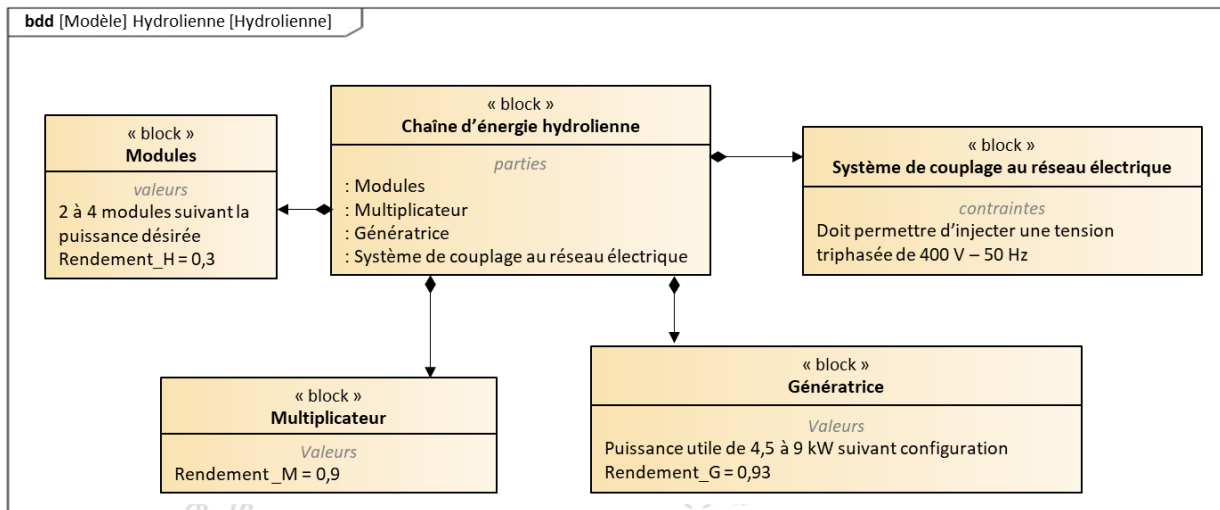 bdd [Modèle] Hydrolienne [Hydrolienne]
« block »
Modules
valeurs
2 à 4 modules suivant la
puissance désirée
Rendement_H = 0,3
« block »
Chaîne d’énergie hydrolienne
parties
: Modules
: Multiplicateur
: Génératrice
: Système de couplage au réseau électrique
« block »
Système de couplage au réseau électrique
contraintes
Doit permettre d’injecter une tension
triphasée de 400 V – 50 Hz
« block »
Multiplicateur
Valeurs
Rendement _M = 0,9
« block »
Génératrice
Valeurs
Puissance utile de 4,5 à 9 kW suivant configuration
Rendement_G = 0,93